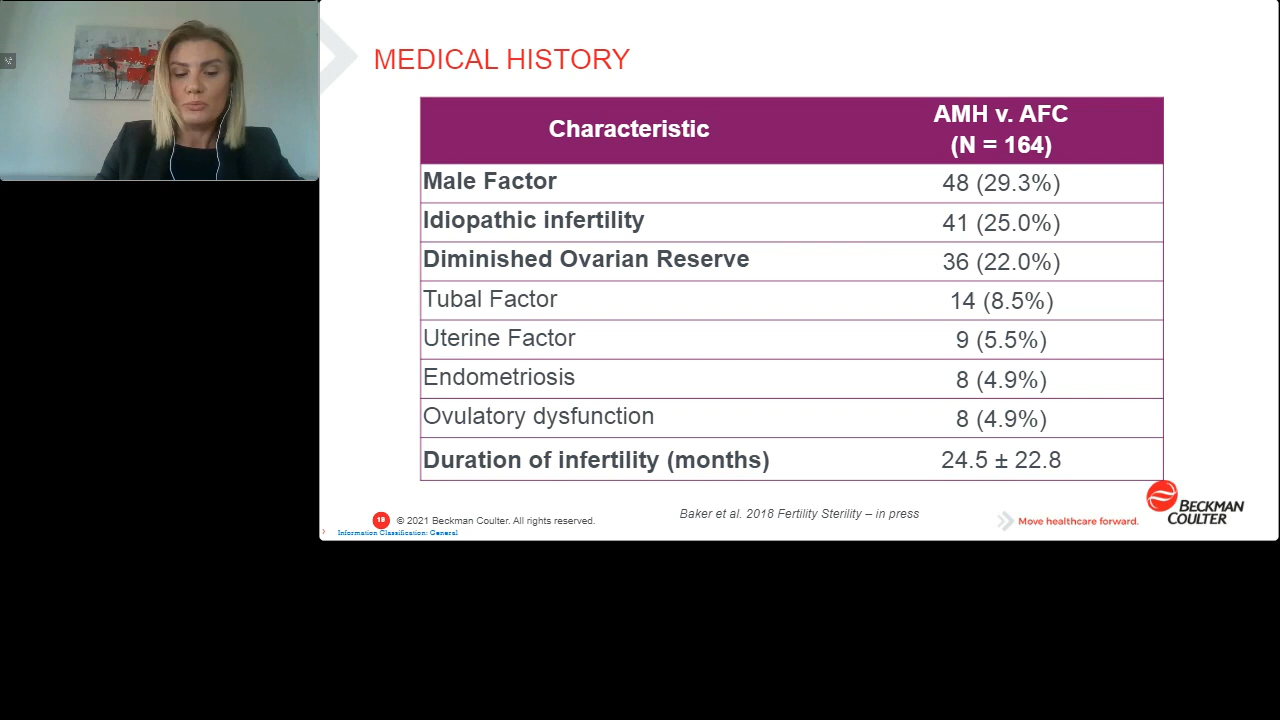 MEDICAL HISTORY
Characteristic
AMH v. AFC
(N = 164)
Male Factor
48 (29.3%)
Idiopathic infertility
41 (25.0%)
Diminished Ovarian Reserve
36 (22.0%)
Tubal Factor
14 (8.5%)
Uterine Factor
9 (5.5%)
Endometriosis
8 (4.9%)
Ovulatory dysfunction
8 (4.9%)
Duration of infertility (months)
24.5 ± 22.8
Baker et al. 2018 Fertility Sterility – in press
19
© 2021 Beckman Coulter. All rights reserved.
Move healthcare forward.
BECKMAN
COULTER
Information Classification: General